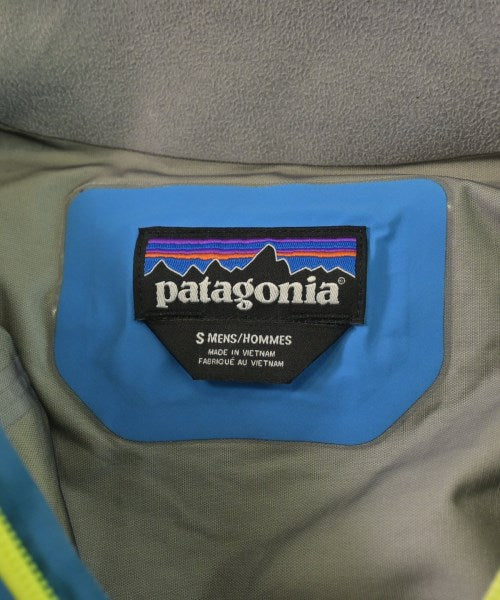 patagonia®
S MENS/HOMMES
MADE IN VIETNAM
FABRIQUÉ AU VIETNAM